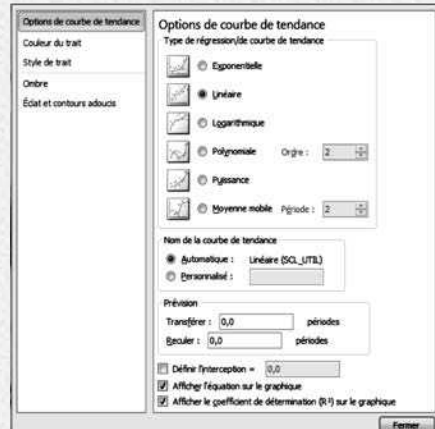 Options de courbe de tendance
Couleur du trait
Style de trait
Ombre
Éclat et contours adoucis
Options de courbe de tendance
Type de régression/de courbe de tendance
Exponentielle
Linéaire
Logarithmique
Polynomiale Ordre : 2
Puissance
Moyenne mobile Période : 2
Nom de la courbe de tendance
Automatique : Linéaire (SCL_UTIL)
Personnalisé :
Prévision
Transférer : 0,0 périodes
Reculer : 0,0 périodes
Définir l'interception = 0,0
Afficher l'équation sur le graphique
Afficher le coefficient de détermination (R²) sur le graphique
Fermer